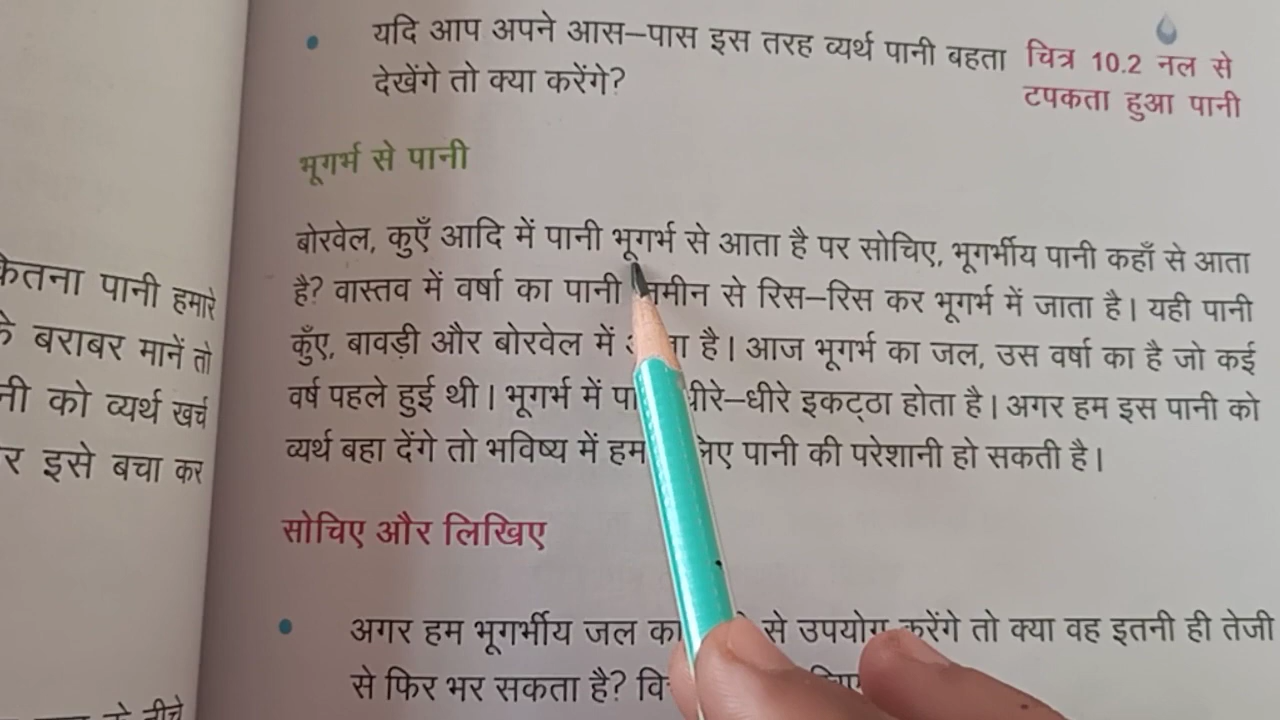 कितना पानी हमारे
के बराबर मानें तो
नी को व्यर्थ खर्च
र इसे बचा कर
यदि आप अपने आस–पास इस तरह व्यर्थ पानी बहता
देखेंगे तो क्या करेंगे?
चित्र 10.2 नल से
टपकता हुआ पानी
भूगर्भ से पानी
बोरवेल, कुएँ आदि में पानी भूगर्भ से आता है पर सोचिए, भूगर्भीय पानी कहाँ से आता
है? वास्तव में वर्षा का पानी मीन से रिस–रिस कर भूगर्भ में जाता है। यही पानी
कुँए, बावड़ी और बोरवेल में है। आज भूगर्भ का जल, उस वर्षा का है जो कई
वर्ष पहले हुई थी। भूगर्भ में धीरे–धीरे इकट्ठा होता है। अगर हम इस पानी को
व्यर्थ बहा देंगे तो भविष्य में हम लिए पानी की परेशानी हो सकती है।
सोचिए और लिखिए
अगर हम भूगर्भीय जल का से उपयोग करेंगे तो क्या वह इतनी ही तेजी
से फिर भर सकता है?